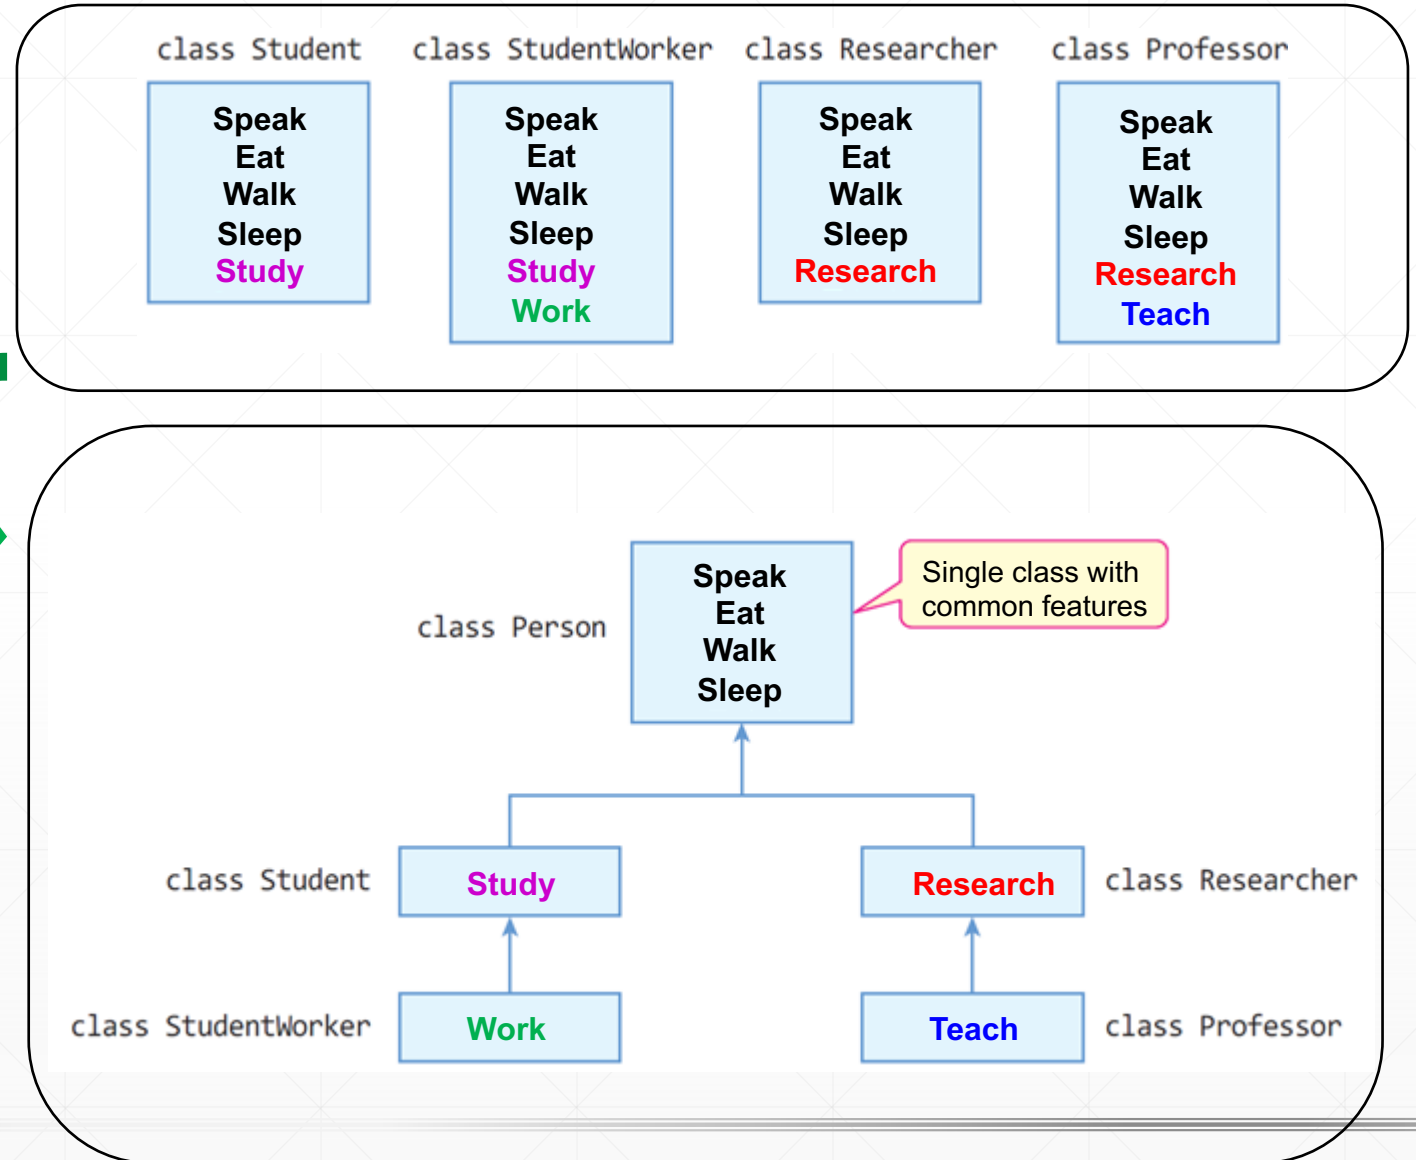 class Student
class StudentWorker
class Researcher
class Professor
Speak
Eat
Walk
Sleep
Study
Speak
Eat
Walk
Sleep
Study
Work
Speak
Eat
Walk
Sleep
Research
Speak
Eat
Walk
Sleep
Research
Teach
class Person
Speak
Eat
Walk
Sleep
Single class with
common features
class Student
Study
Research
class Researcher
class StudentWorker
Work
Teach
class Professor